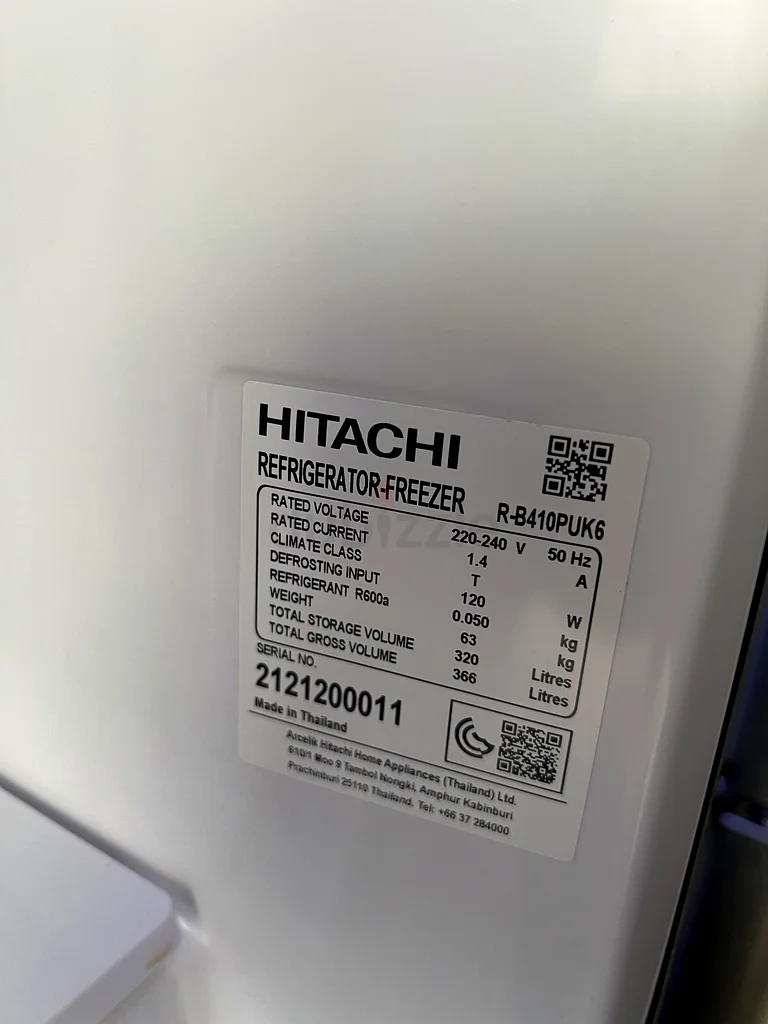 HITACHI
REFRIGERATOR-FREEZER
R-B410PUK6
RATED VOLTAGE 220-240 V 50 Hz
RATED CURRENT 1.4 A
CLIMATE CLASS T
DEFROSTING INPUT 120 W
REFRIGERANT R600a 0.050 kg
WEIGHT 63 kg
TOTAL STORAGE VOLUME 320 Litres
TOTAL GROSS VOLUME 366 Litres
SERIAL NO.
2121200011
Made in Thailand
Arcelik Hitachi Home Appliances (Thailand) Ltd.
610/1 Moo 9 Tambol Nongki, Amphur Kabinburi
Prachinburi 25110 Thailand. Tel: +66 37 284000